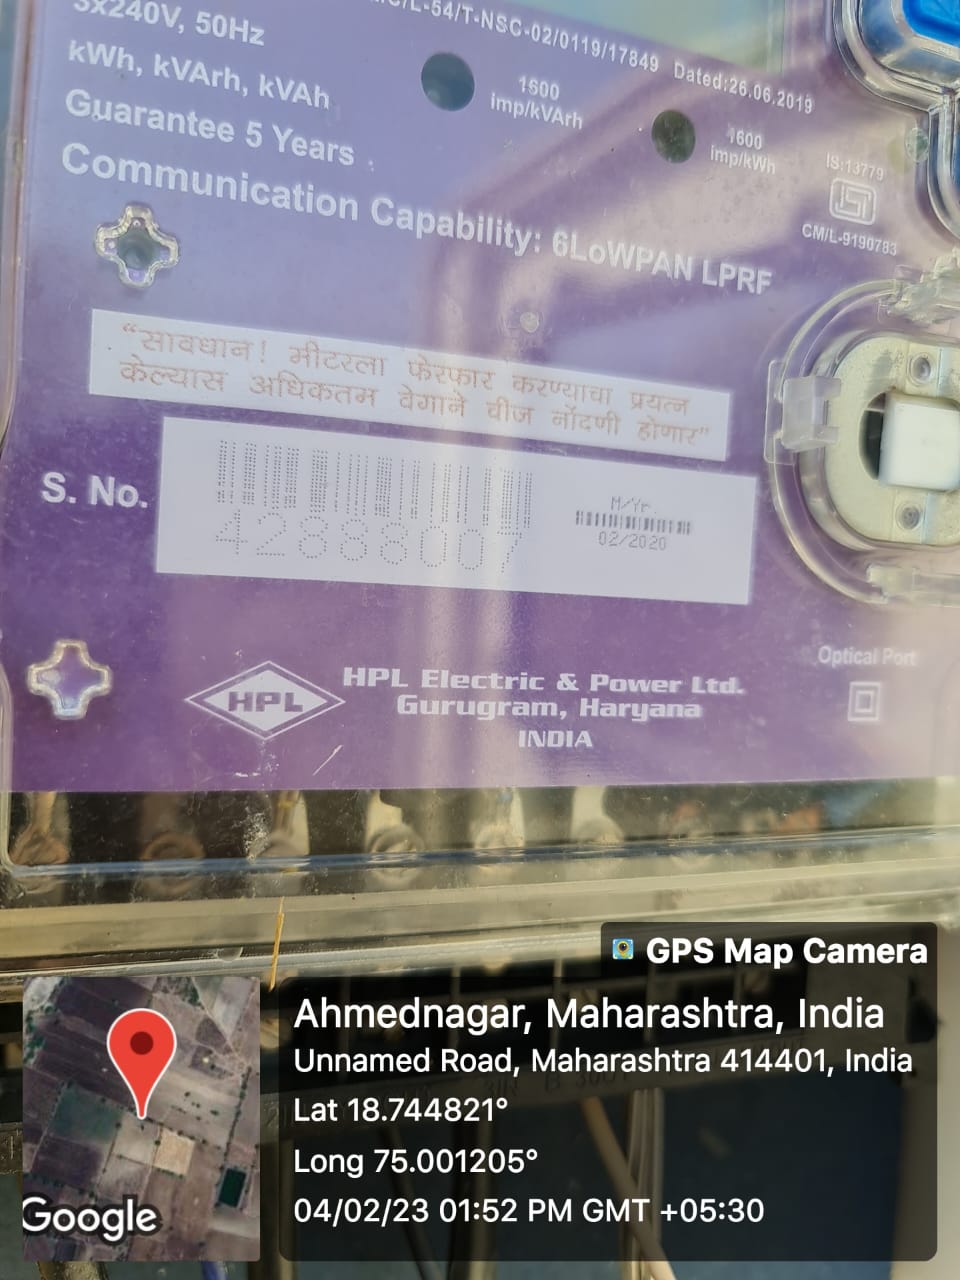 3x240V, 50Hz
kWh, kVArh, kVAh
Guarantee 5 Years
Communication Capability: 6LoWPAN LPRF
/L-54/T-NSC-02/0119/17849 Dated:26.06.2019
1600
imp/kVArh
1600
imp/kWh
IS:13779
CM/L-9190783
“सावधान! मीटरला फेरफार करण्याचा प्रयत्न
केल्यास अधिकतम वेगाने वीज नोंदणी होणार”
S. No.
42888007
M/Yr.
02/2020
HPL
HPL Electric & Power Ltd.
Gurugram, Haryana
INDIA
Optical Port
GPS Map Camera
Ahmednagar, Maharashtra, India
Unnamed Road, Maharashtra 414401, India
Lat 18.744821°
Long 75.001205°
04/02/23 01:52 PM GMT +05:30
Google